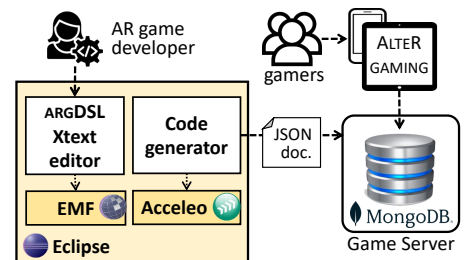 AR game
developer
gamers
ALTER
GAMING
ARGDSL
Xtext
editor
Code
generator
JSON
doc.
EMF
Acceleo
Eclipse
MongoDB
Game Server